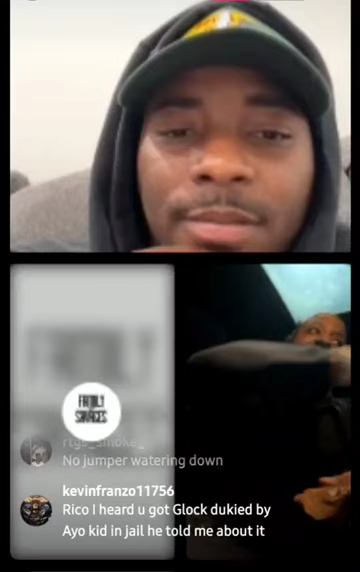 FAMILY
SAVAGES
rtgs_smoke_
No jumper watering down
kevinfranzo11756
Rico I heard u got Glock dukied by
Ayo kid in jail he told me about it